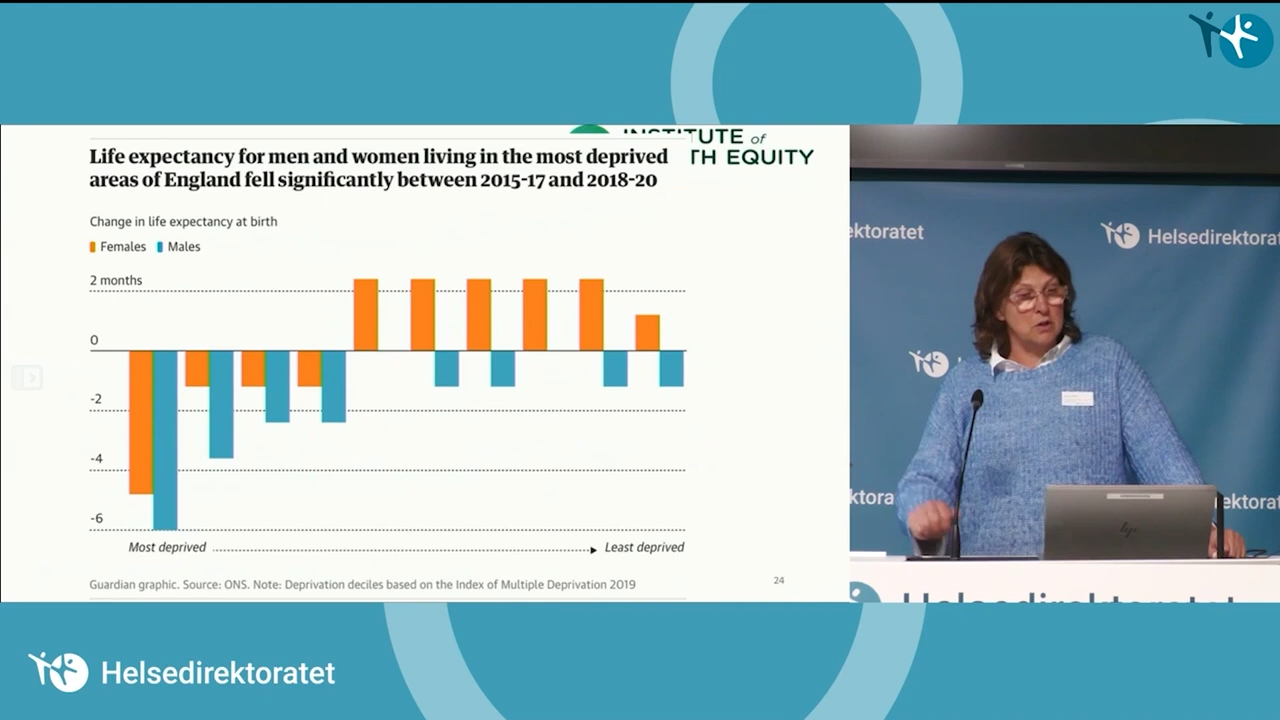 INSTITUTE of
TH EQUITY
Life expectancy for men and women living in the most deprived
areas of England fell significantly between 2015-17 and 2018-20
Change in life expectancy at birth
Females Males
2 months
0
-2
-4
-6
Most deprived
Least deprived
Guardian graphic. Source: ONS. Note: Deprivation deciles based on the Index of Multiple Deprivation 2019
24
ektoratet
Helsedirektorat
ktora
ektorat
hp
Helsedirektoratet
Helsedirektoratet